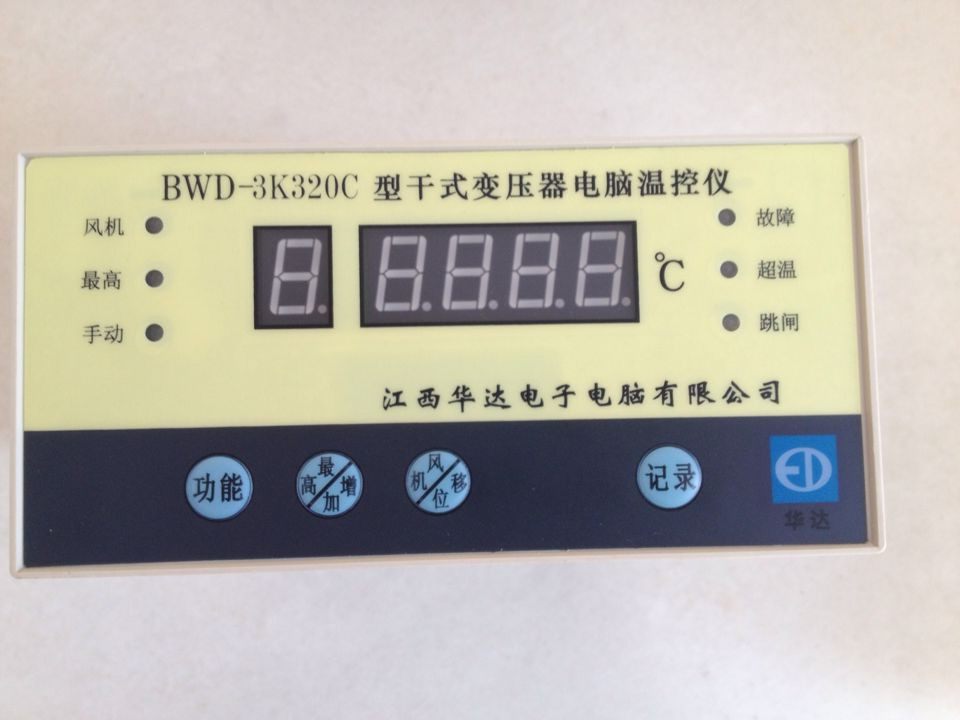 BWD-3K320C 型干式变压器电脑温控仪
风机
故障
℃
最高
超温
手动
跳闸
江西华达电子电脑有限公司
功能
最高
增加
风机
移位
记录
华达